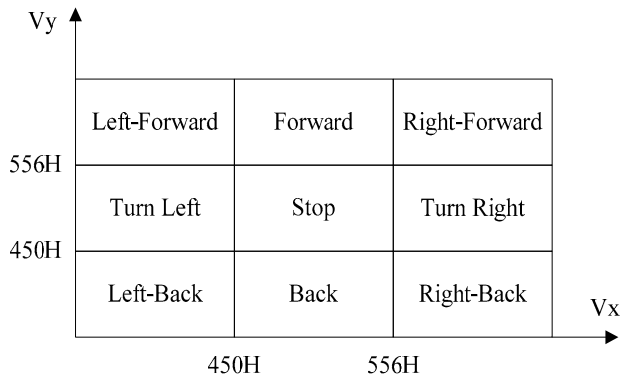 Vy
Left-Forward Forward Right-Forward
556H
Turn Left Stop Turn Right
450H
Left-Back Back Right-Back
Vx
450H 556H